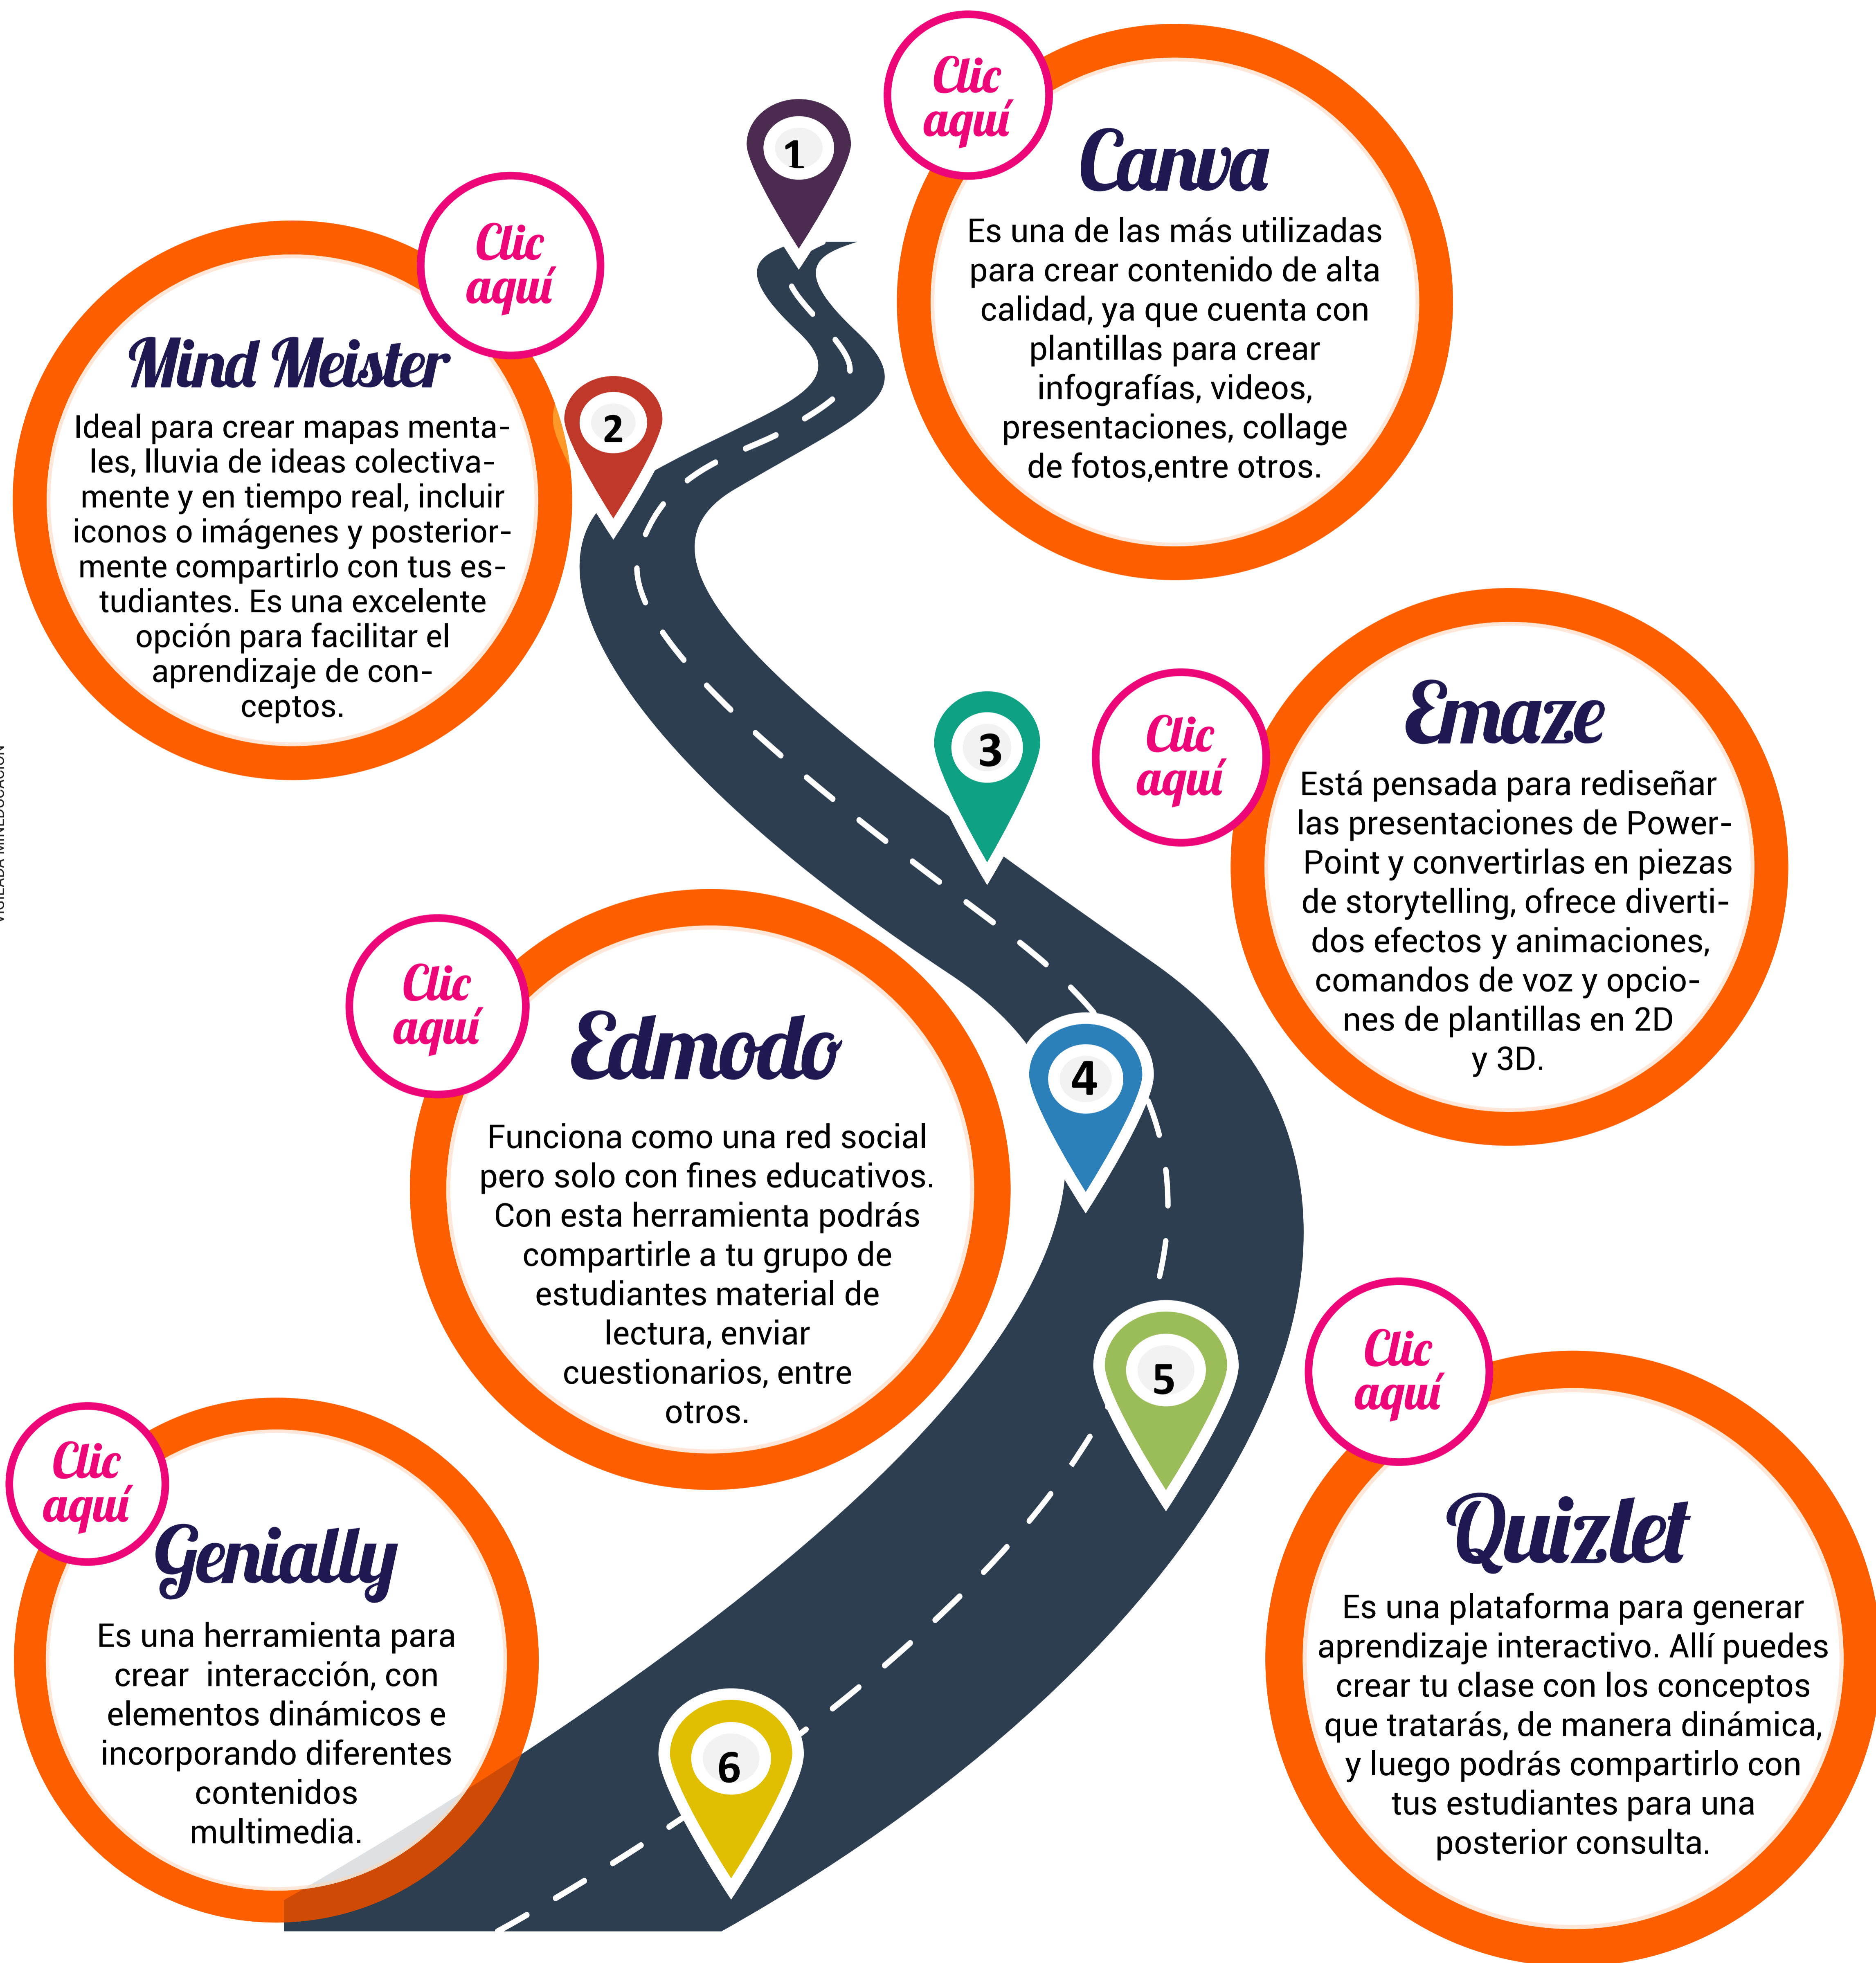 1
Clic
aquí
Canva
Es una de las más utilizadas
para crear contenido de alta
calidad, ya que cuenta con
plantillas para crear
infografías, videos,
presentaciones, collage
de fotos,entre otros.
2
Clic
aquí
Mind Meister
Ideal para crear mapas menta-
les, lluvia de ideas colectiva-
mente y en tiempo real, incluir
iconos o imágenes y posterior-
mente compartirlo con tus es-
tudiantes. Es una excelente
opción para facilitar el
aprendizaje de con-
ceptos.
3
Clic
aquí
Emaze
Está pensada para rediseñar
las presentaciones de Power-
Point y convertirlas en piezas
de storytelling, ofrece diverti-
dos efectos y animaciones,
comandos de voz y opcio-
nes de plantillas en 2D
y 3D.
VIGILADA MINEDUCACIÓN
4
Clic
aquí
Edmodo
Funciona como una red social
pero solo con fines educativos.
Con esta herramienta podrás
compartirle a tu grupo de
estudiantes material de
lectura, enviar
cuestionarios, entre
otros.
5
Clic
aquí
Quizlet
Es una plataforma para generar
aprendizaje interactivo. Allí puedes
crear tu clase con los conceptos
que tratarás, de manera dinámica,
y luego podrás compartirlo con
tus estudiantes para una
posterior consulta.
6
Clic
aquí
Genially
Es una herramienta para
crear  interacción, con
elementos dinámicos e
incorporando diferentes
contenidos
multimedia.